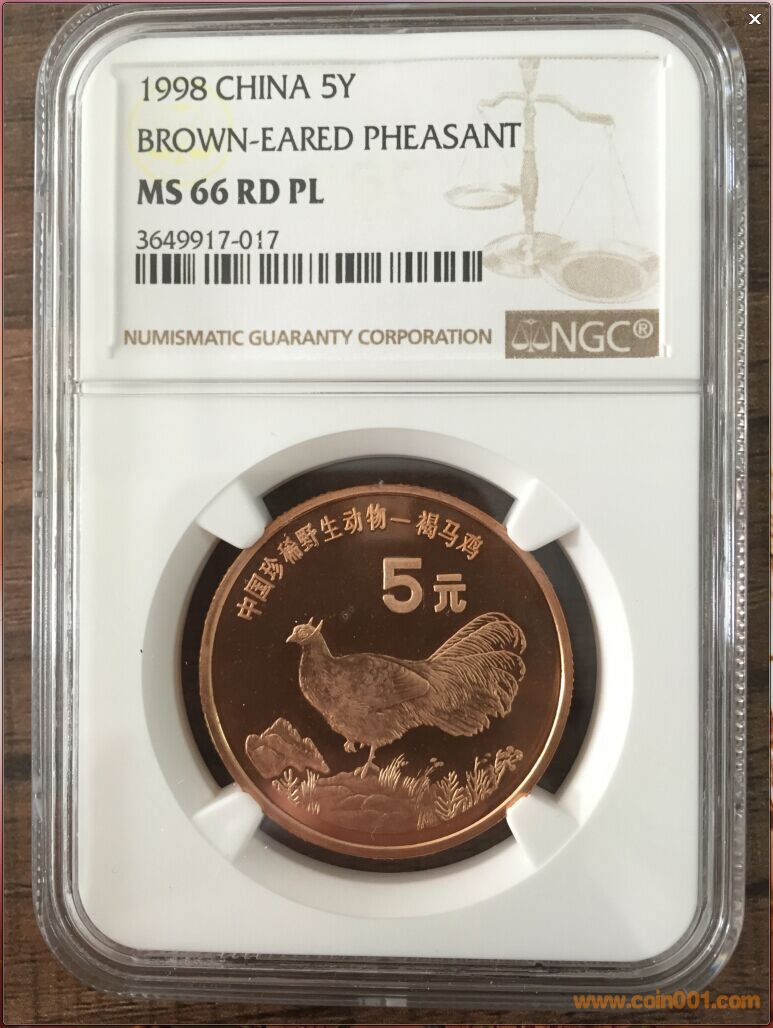 1998 CHINA 5Y
BROWN-EARED PHEASANT
MS 66 RD PL
3649917-017
NUMISMATIC GUARANTY CORPORATION
NGC®
中国珍稀野生动物—褐马鸡
5元
www.coin001.com